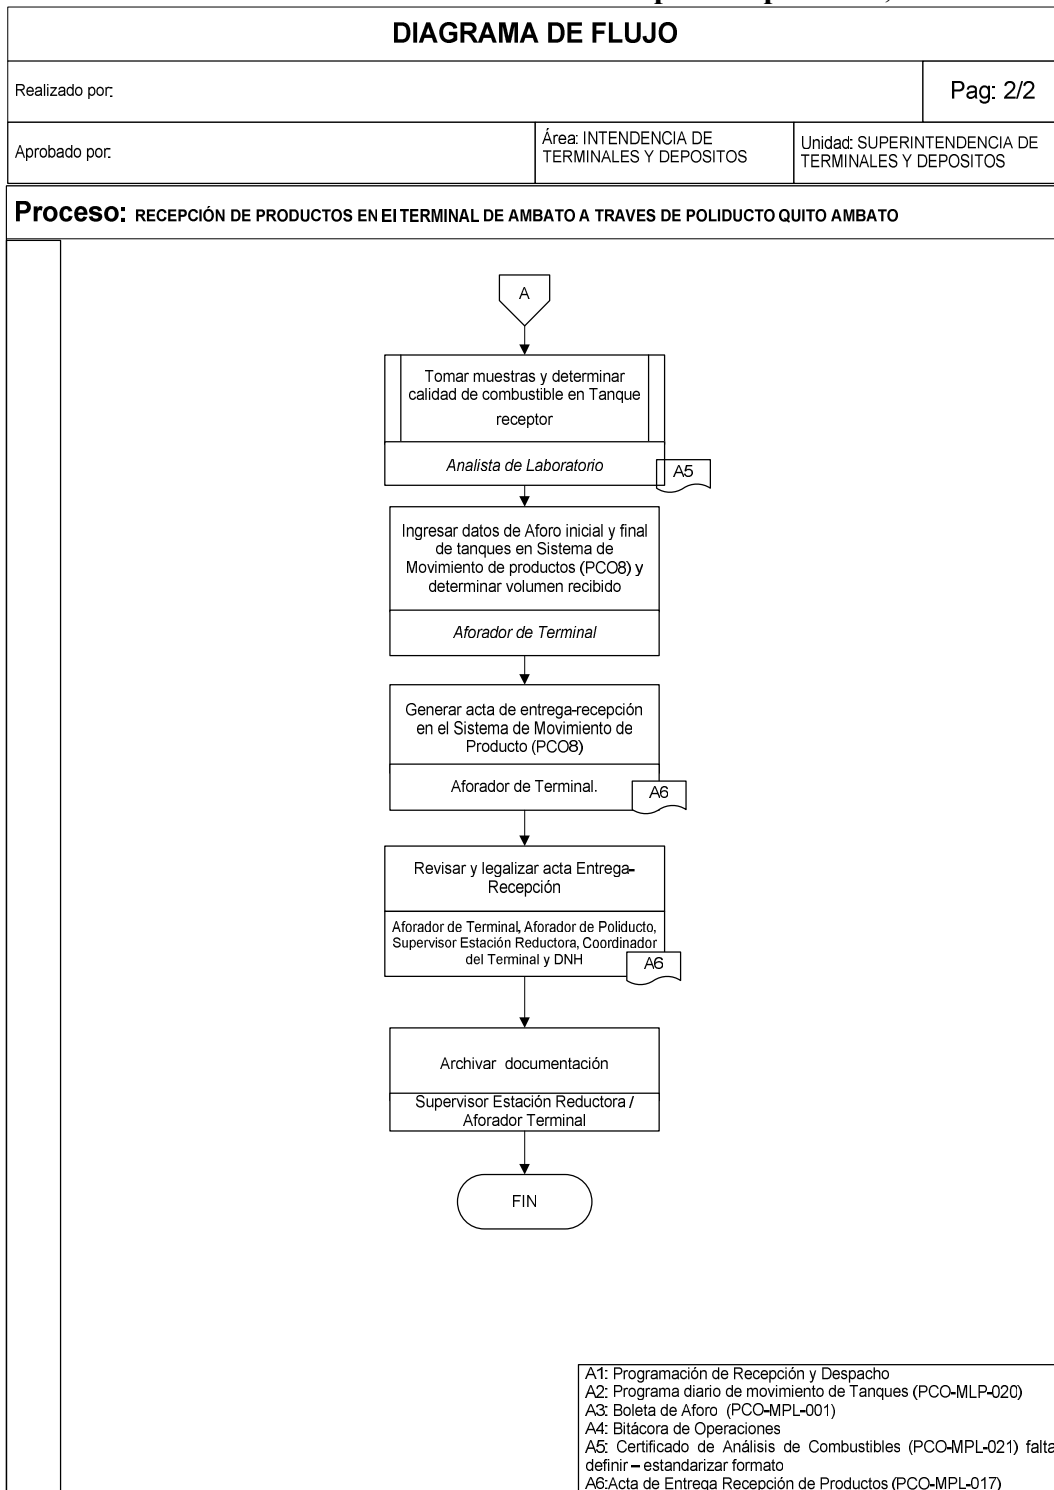 DIAGRAMA DE FLUJO
Realizado por:
Pag: 2/2
Aprobado por:
Área: INTENDENCIA DE
TERMINALES Y DEPOSITOS
Unidad: SUPERINTENDENCIA DE
TERMINALES Y DEPOSITOS
Proceso: RECEPCIÓN DE PRODUCTOS EN El TERMINAL DE AMBATO A TRAVES DE POLIDUCTO QUITO AMBATO
A
Tomar muestras y determinar
calidad de combustible en Tanque
receptor
Analista de Laboratorio
A5
Ingresar datos de Aforo inicial y final
de tanques en Sistema de
Movimiento de productos (PCO8) y
determinar volumen recibido
Aforador de Terminal
Generar acta de entrega-recepción
en el Sistema de Movimiento de
Producto (PCO8)
Aforador de Terminal.
A6
Revisar y legalizar acta Entrega-
Recepción
Aforador de Terminal, Aforador de Poliducto,
Supervisor Estación Reductora, Coordinador
del Terminal y DNH
A6
Archivar documentación
Supervisor Estación Reductora /
Aforador Terminal
FIN
A1: Programación de Recepción y Despacho
A2: Programa diario de movimiento de Tanques (PCO-MLP-020)
A3: Boleta de Aforo (PCO-MPL-001)
A4: Bitácora de Operaciones
A5: Certificado de Análisis de Combustibles (PCO-MPL-021) falta
definir – estandarizar formato
A6:Acta de Entrega Recepción de Productos (PCO-MPL-017)